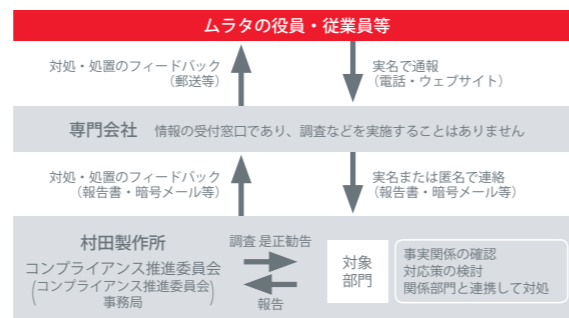 ムラタの役員・従業員等
対処・処置のフィードバック
（郵送等）
実名で通報
（電話・ウェブサイト）
専門会社 情報の受付窓口であり、調査などを実施することはありません
対処・処置のフィードバック
（報告書・暗号メール等）
実名または匿名で連絡
（報告書・暗号メール等）
村田製作所
コンプライアンス推進委員会
（コンプライアンス推進委員会
事務局）
調査 是正勧告
報告
対象
部門
事実関係の確認
対応策の検討
関係部門と連携して対処